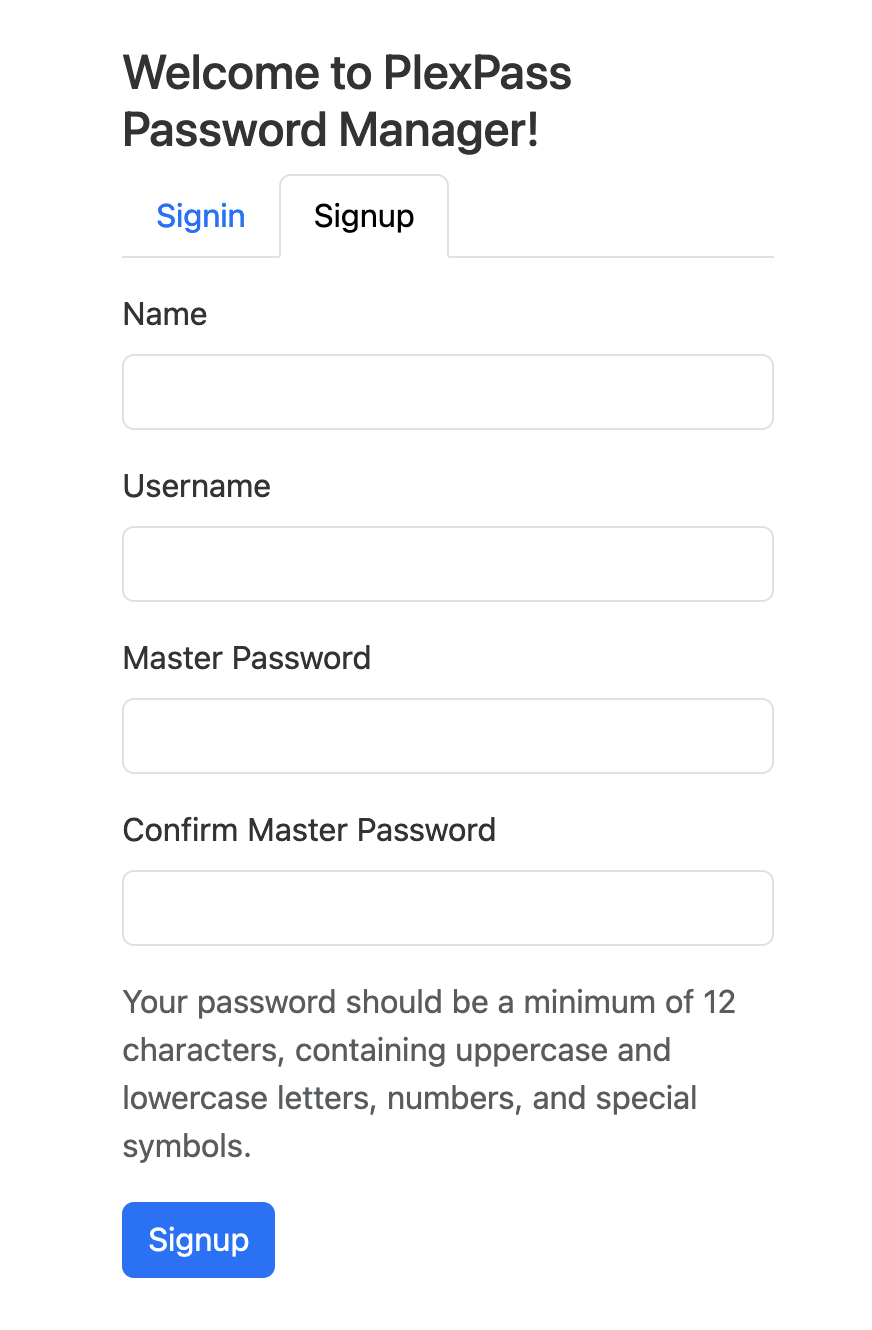 Welcome to PlexPass
Password Manager!
Signin
Signup
Name
Username
Master Password
Confirm Master Password
Your password should be a minimum of 12
characters, containing uppercase and
lowercase letters, numbers, and special
symbols.
Signup